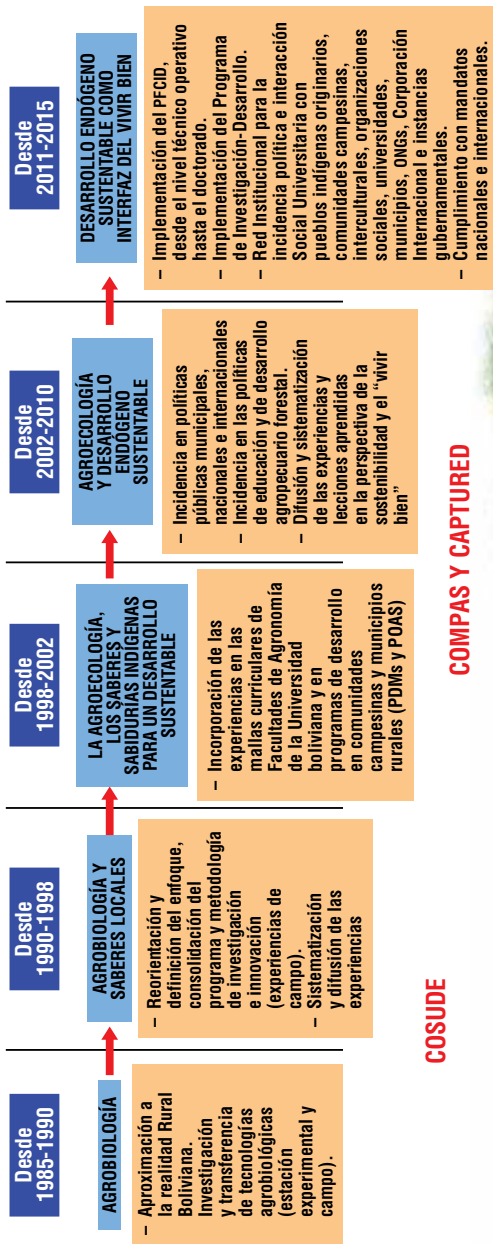 Desde
1985-1990
AGROBIOLOGÍA
– Aproximación a
la realidad Rural
Boliviana.
Investigación
y transferencia
de tecnologías
agrobiológicas
(estación
experimental y
campo).
Desde
1990-1998
AGROBIOLOGÍA Y
SABERES LOCALES
– Reorientación y
definición del enfoque,
consolidación del
programa y metodología
de investigación
e innovación
(experiencias de
campo).
– Sistematización
y difusión de las
experiencias
Desde
1998-2002
LA AGROECOLOGÍA,
LOS SABERES Y
SABIDURIAS INDÍGENAS
PARA UN DESARROLLO
SUSTENTABLE
– Incorporación de las
experiencias en las
mallas curriculares de
Facultades de Agronomía
de la Universidad
boliviana y en
programas de desarrollo
en comunidades
campesinas y municipios
rurales (PDMs y POAS)
Desde
2002-2010
AGROECOLOGÍA
Y DESARROLLO
ENDÓGENO
SUSTENTABLE
– Incidencia en políticas
públicas municipales,
nacionales e internacionales
– Incidencia en las políticas
de educación y de desarrollo
agropecuario forestal.
– Difusión y sistematización
de las experiencias y
lecciones aprendidas
en la perspectiva de la
sostenibilidad y el “vivir
bien”
Desde
2011-2015
DESARROLLO ENDÓGENO
SUSTENTABLE COMO
INTERFAZ DEL VIVIR BIEN
– Implementación del PFCID,
desde el nivel técnico operativo
hasta el doctorado.
– Implementación del Programa
de Investigación-Desarrollo.
– Red Institucional para la
incidencia política e interacción
Social Universitaria con
pueblos indígenas originarios,
comunidades campesinas,
interculturales, organizaciones
sociales, universidades,
municipios, ONGs, Corporación
Internacional e instancias
gubernamentales.
– Cumplimiento con mandatos
nacionales e internacionales.
COSUDE
COMPAS Y CAPTURED